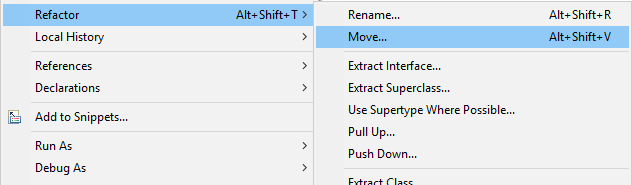 Refactor Alt+Shift+T
Local History
References
Declarations
Add to Snippets...
Run As
Debug As
Rename... Alt+Shift+R
Move... Alt+Shift+V
Extract Interface...
Extract Superclass...
Use Supertype Where Possible...
Pull Up...
Push Down...
Extract Class